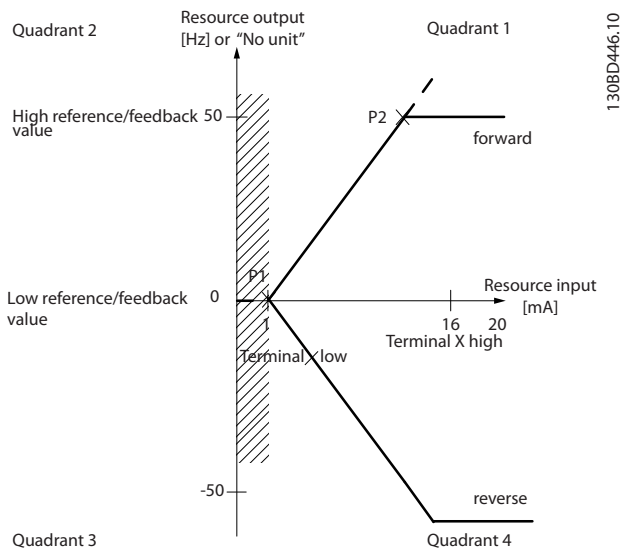 Quadrant 2
Resource output
[Hz] or “No unit”
Quadrant 1
130BD446.10
High reference/feedback
value
50
P2
forward
P1
Low reference/feedback
value
0
Resource input
[mA]
1
16
20
Terminal X high
Terminal X low
-50
reverse
Quadrant 3
Quadrant 4